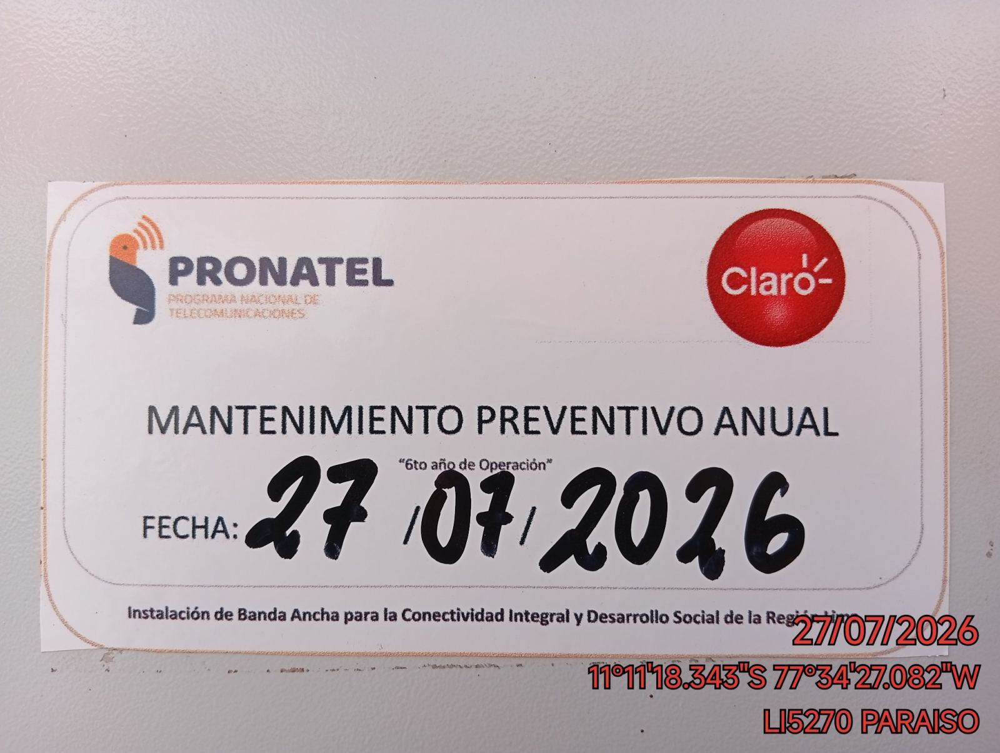 PRONATEL
PROGRAMA NACIONAL DE
TELECOMUNICACIONES
Claro
MANTENIMIENTO PREVENTIVO ANUAL
"6to año de Operación"
FECHA: 27/07/2026
Instalación de Banda Ancha para la Conectividad Integral y Desarrollo Social de la Región Lima
27/07/2026
11°11'18.343"S 77°34'27.082"W
LI5270 PARAISO